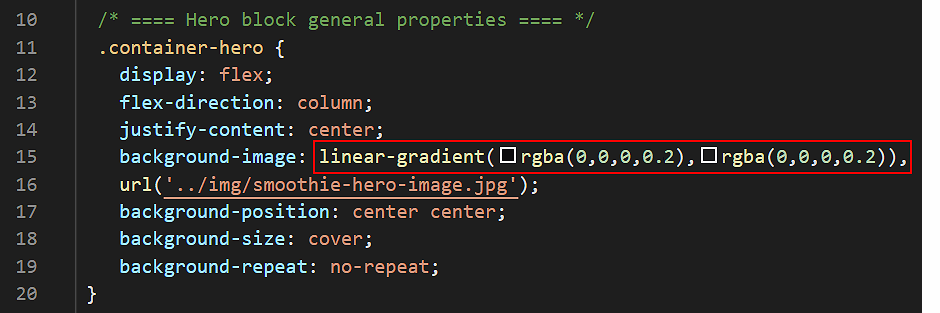 10 /* ==== Hero block general properties ==== */
11 .container-hero {
12 display: flex;
13 flex-direction: column;
14 justify-content: center;
15 background-image: linear-gradient(rgba(0,0,0,0.2),rgba(0,0,0,0.2)),
16 url('../img/smoothie-hero-image.jpg');
17 background-position: center center;
18 background-size: cover;
19 background-repeat: no-repeat;
20 }